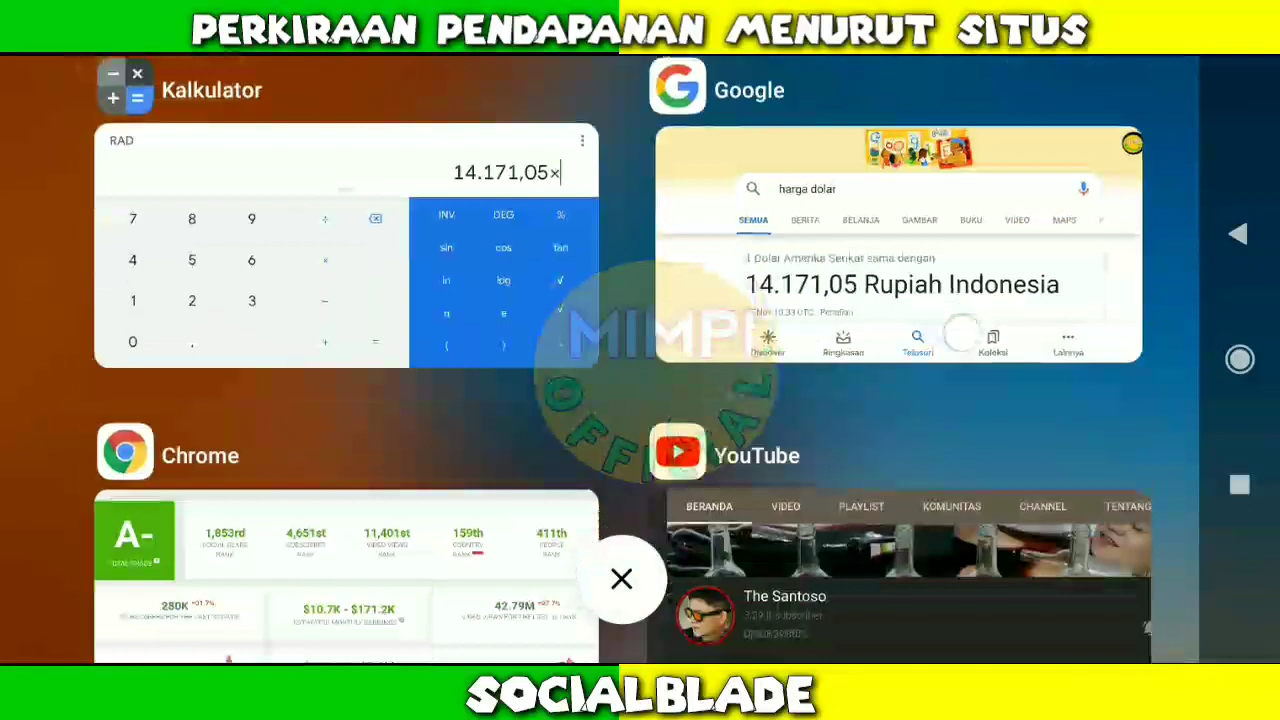 PERKIRAAN PENDAPANAN MENURUT SITUS
Kalkulator
RAD
14.171,05×
7 8 9 ÷
4 5 6 ×
1 2 3 −
0 . + =
INV DEG %
sin cos tan
ln log √
π e
( )
Google
harga dolar
SEMUA BERITA BELANJA GAMBAR BUKU VIDEO MAPS
1 Dolar Amerika Serikat sama dengan
14.171,05 Rupiah Indonesia
Discover Ringkasan Telusuri Koleksi Lainnya
MIMPI
OFFICIAL
Chrome
A-
1,853rd 4,651st 11,401st 159th 411th
280K
$10.7K - $171.2K
42.79M
YouTube
BERANDA VIDEO PLAYLIST KOMUNITAS CHANNEL TENTANG
The Santoso
SOCIALBLADE